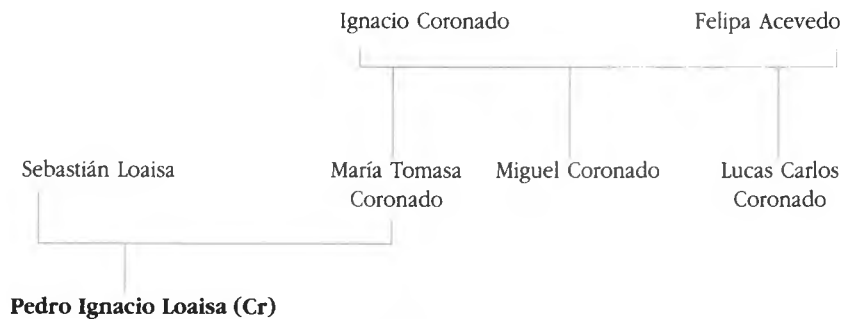 Ignacio Coronado Felipa Acevedo
Sebastián Loaisa María Tomasa Coronado Miguel Coronado Lucas Carlos Coronado
Pedro Ignacio Loaisa (Cr)